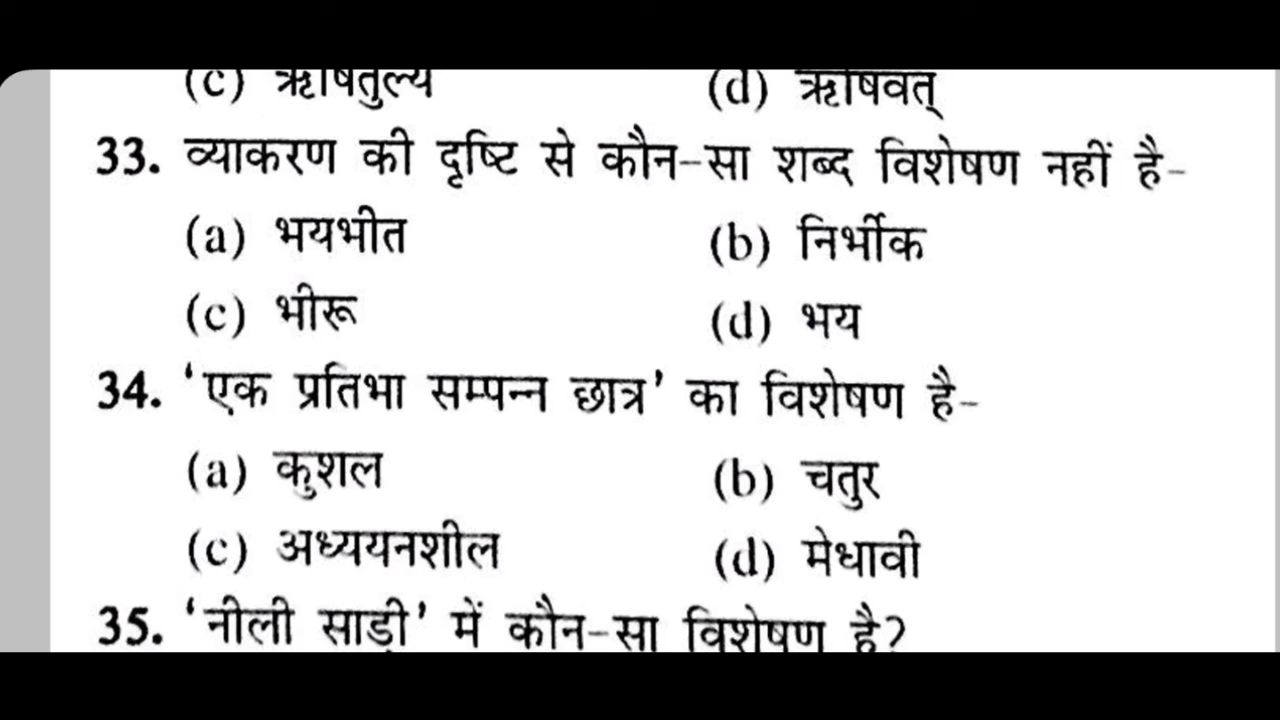 (c) ऋषितुल्य (d) ऋषिवत्
33. व्याकरण की दृष्टि से कौन-सा शब्द विशेषण नहीं है-
(a) भयभीत (b) निर्भीक
(c) भीरू (d) भय
34. ‘एक प्रतिभा सम्पन्न छात्र’ का विशेषण है-
(a) कुशल (b) चतुर
(c) अध्ययनशील (d) मेधावी
35. ‘नीली साड़ी’ में कौन-सा विशेषण है?